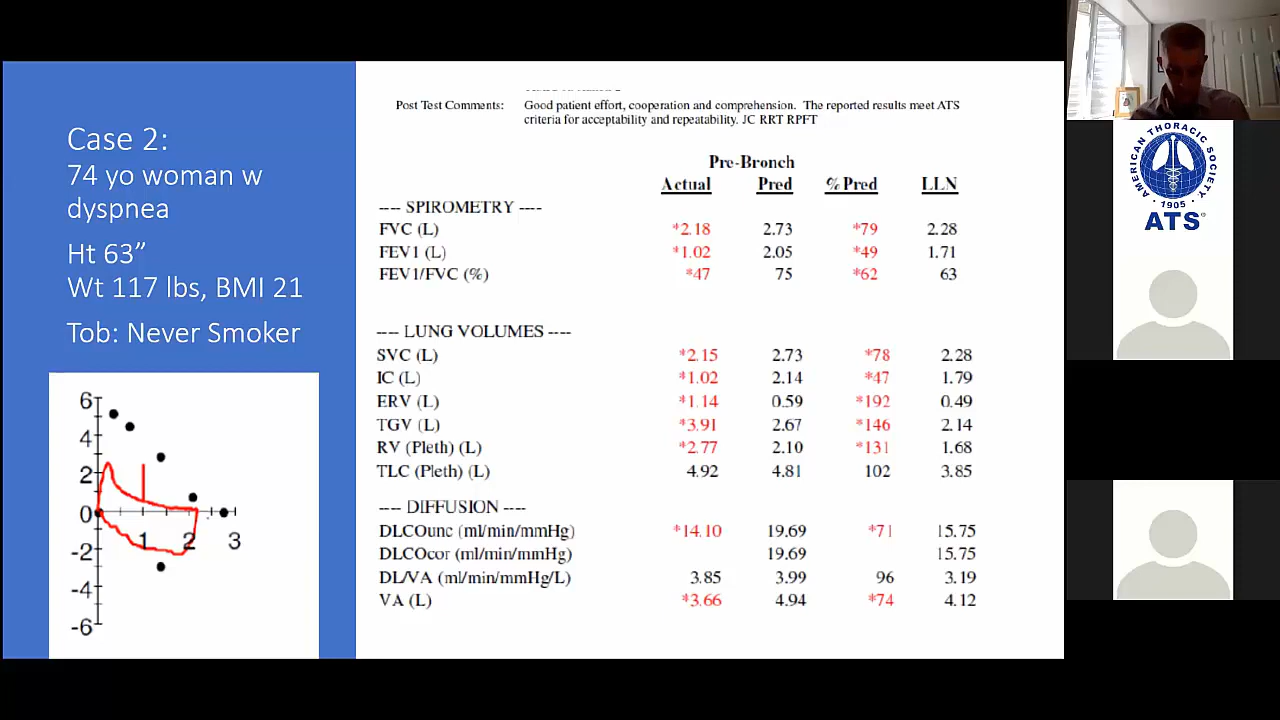 Case 2:
74 yo woman w
dyspnea
Ht 63”
Wt 117 lbs, BMI 21
Tob: Never Smoker
6
4
2
0
-2
-4
-6
1 2 3
Post Test Comments: Good patient effort, cooperation and comprehension. The reported results meet ATS
criteria for acceptability and repeatability. JC RRT RPFT
Pre-Bronch
Actual Pred % Pred LLN
---- SPIROMETRY ----
FVC (L) *2.18 2.73 *79 2.28
FEV1 (L) *1.02 2.05 *49 1.71
FEV1/FVC (%) *47 75 *62 63
---- LUNG VOLUMES ----
SVC (L) *2.15 2.73 *78 2.28
IC (L) *1.02 2.14 *47 1.79
ERV (L) *1.14 0.59 *192 0.49
TGV (L) *3.91 2.67 *146 2.14
RV (Pleth) (L) *2.77 2.10 *131 1.68
TLC (Pleth) (L) 4.92 4.81 102 3.85
---- DIFFUSION ----
DLCOunc (ml/min/mmHg) *14.10 19.69 *71 15.75
DLCOcor (ml/min/mmHg) 19.69 15.75
DL/VA (ml/min/mmHg/L) 3.85 3.99 96 3.19
VA (L) *3.66 4.94 *74 4.12
AMERICAN THORACIC SOCIETY
• 1905 •
ATS®